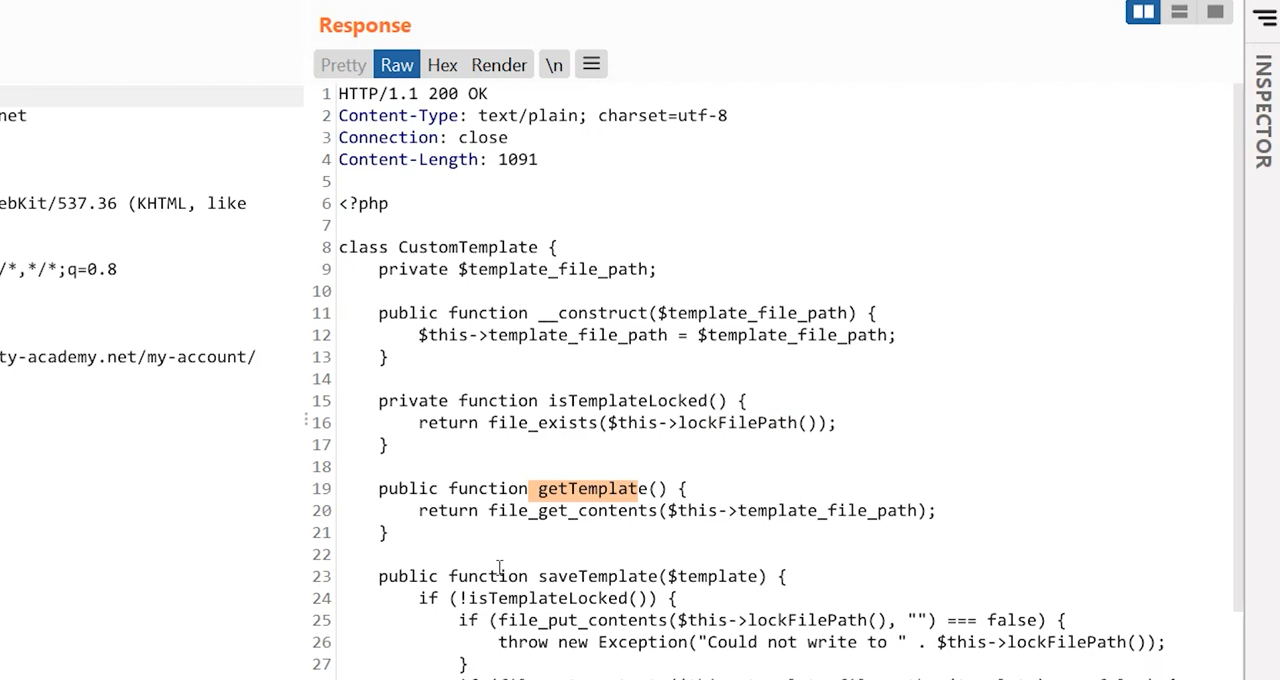 Response
Pretty Raw Hex Render \n
INSPECTOR
net
ebKit/537.36 (KHTML, like
/*,*/*;q=0.8
ty-academy.net/my-account/
1 HTTP/1.1 200 OK
2 Content-Type: text/plain; charset=utf-8
3 Connection: close
4 Content-Length: 1091
5
6 <?php
7
8 class CustomTemplate {
9 private $template_file_path;
10
11 public function __construct($template_file_path) {
12 $this->template_file_path = $template_file_path;
13 }
14
15 private function isTemplateLocked() {
16 return file_exists($this->lockFilePath());
17 }
18
19 public function getTemplate() {
20 return file_get_contents($this->template_file_path);
21 }
22
23 public function saveTemplate($template) {
24 if (!isTemplateLocked()) {
25 if (file_put_contents($this->lockFilePath(), "") === false) {
26 throw new Exception("Could not write to " . $this->lockFilePath());
27 }